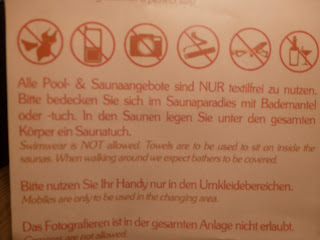 Alle Pool- & Saunaangebote sind NUR textilfrei zu nutzen.
Bitte bedecken Sie sich im Saunaparadies mit Bademantel
oder -tuch. In den Saunen legen Sie unter den gesamten
Körper ein Saunatuch.
Swimwear is NOT allowed. Towels are to be used to sit on inside the
saunas. When walking around we expect bathers to be covered.
Bitte nutzen Sie Ihr Handy nur in den Umkleidebereichen.
Mobiles are only to be used in the changing area.
Das Fotografieren ist in der gesamten Anlage nicht erlaubt.
Cameras are not allowed.